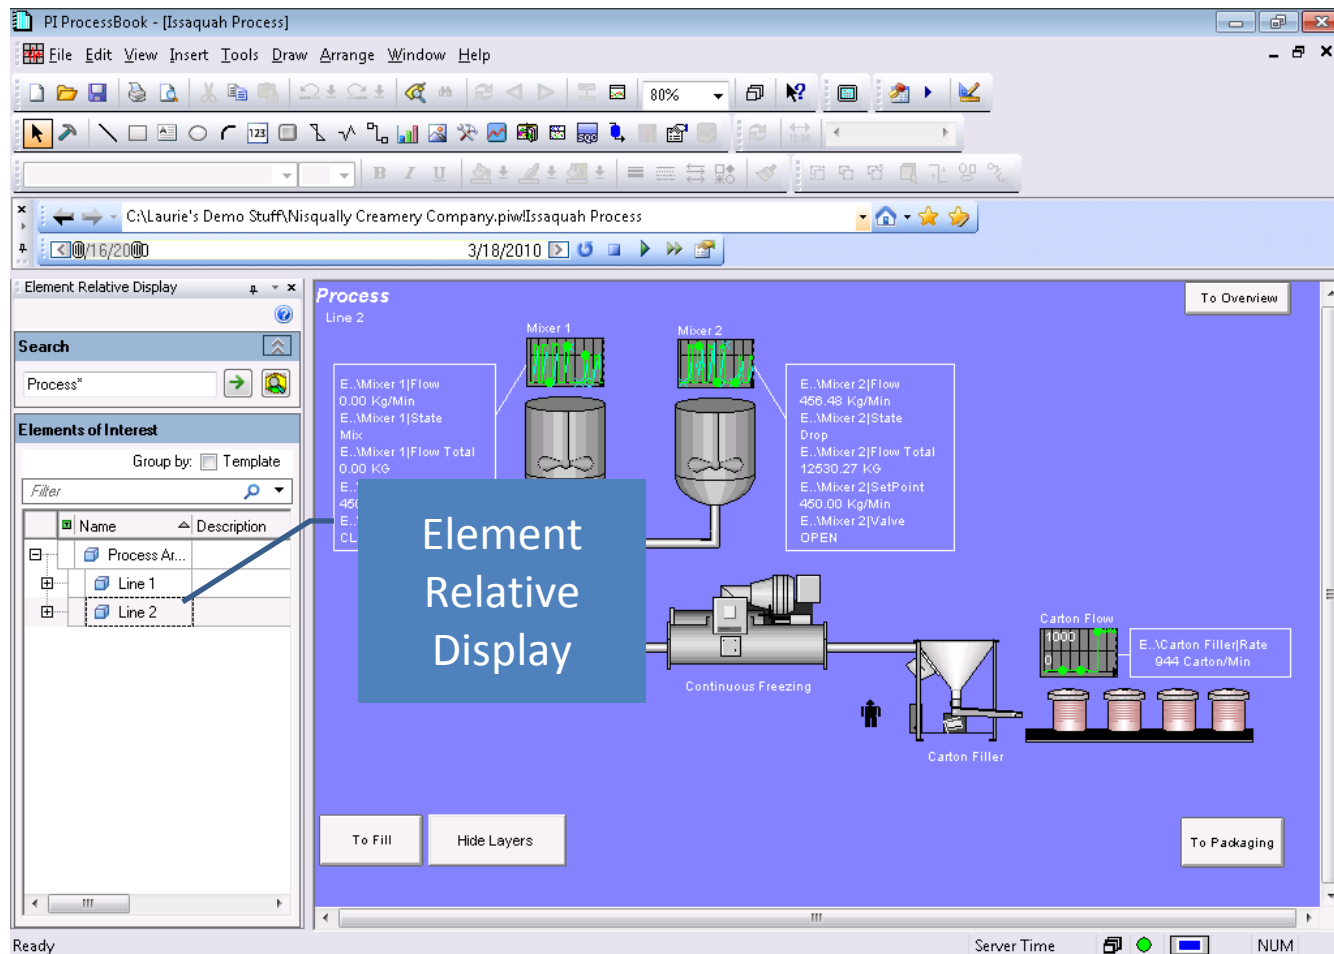 PI ProcessBook - [Issaquah Process]
File Edit View Insert Tools Draw Arrange Window Help
80%
123
SQC
B I U
C:\Laurie's Demo Stuff\Nisqually Creamery Company.piw!Issaquah Process
3/18/2010
Element Relative Display
Search
Process*
Elements of Interest
Group by: Template
Filter
Name Description
Process Ar...
Line 1
Line 2
Process
Line 2
To Overview
Mixer 1
Mixer 2
E..\Mixer 1|Flow
0.00 Kg/Min
E..\Mixer 1|State
Mix
E..\Mixer 1|Flow Total
0.00 KG
E..\Mixer 2|Flow
456.48 Kg/Min
E..\Mixer 2|State
Drop
E..\Mixer 2|Flow Total
12530.27 KG
E..\Mixer 2|SetPoint
450.00 Kg/Min
E..\Mixer 2|Valve
OPEN
Element
Relative
Display
Continuous Freezing
Carton Filler
Carton Flow
1000
0
E..\Carton Filler|Rate
944 Carton/Min
To Fill
Hide Layers
To Packaging
Ready
Server Time
NUM